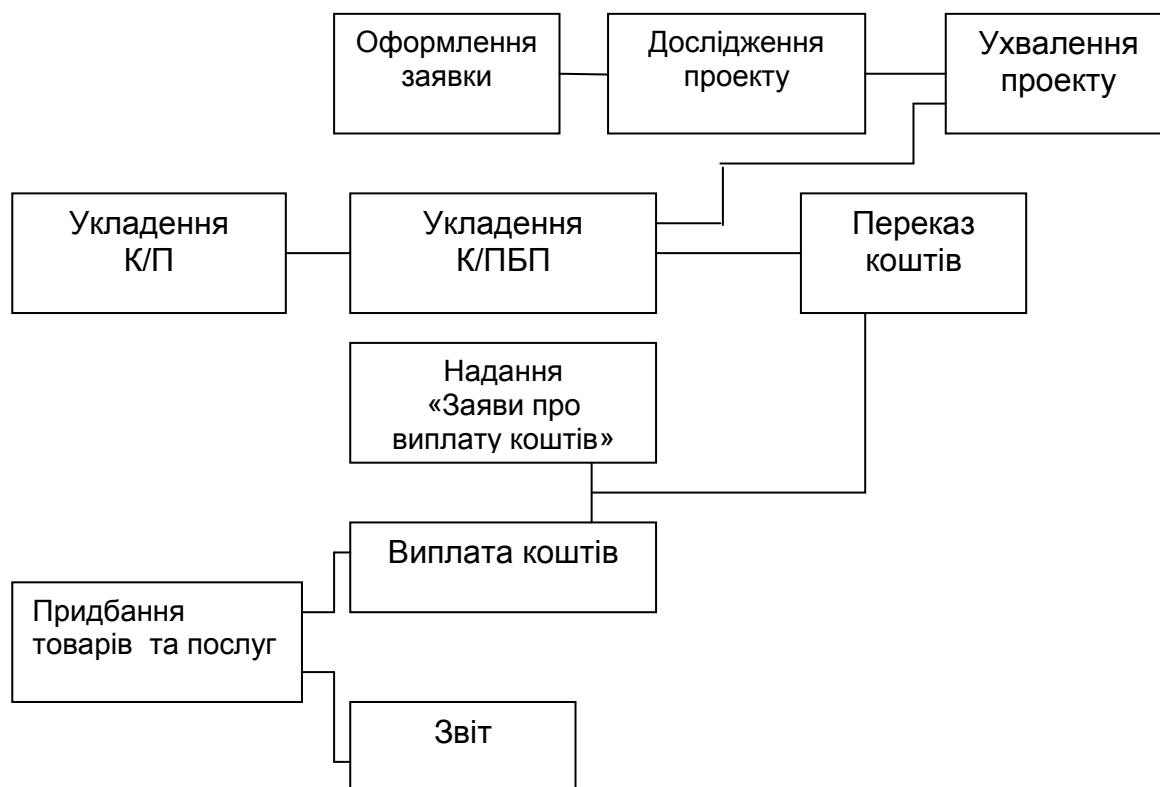 Оформлення
заявки
Дослідження
проекту
Ухвалення
проекту
Укладення
К/П
Укладення
К/ПБП
Переказ
коштів
Надання
«Заяви про
виплату коштів»
Виплата коштів
Придбання
товарів та послуг
Звіт